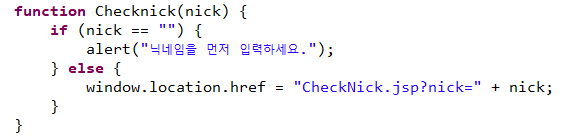 function Checknick(nick) {
    if (nick == "") {
        alert("닉네임을 먼저 입력하세요.");
    } else {
        window.location.href = "CheckNick.jsp?nick=" + nick;
    }
}